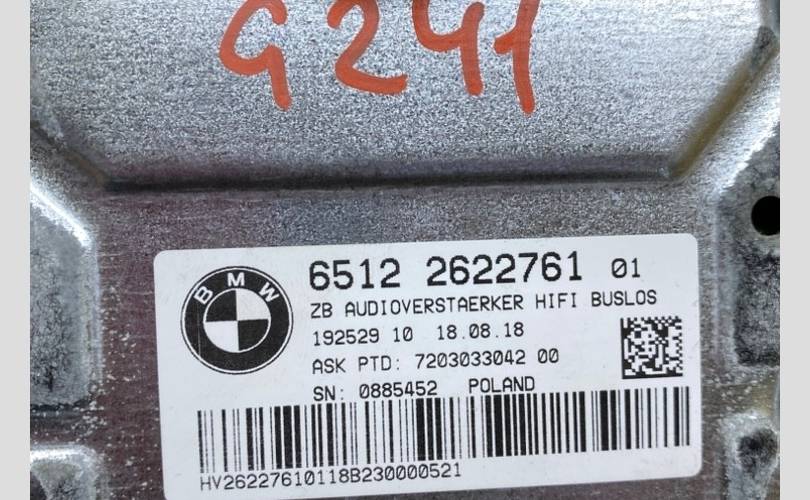 G241
BMW
6512 2622761 01
ZB AUDIOVERSTAERKER HIFI BUSLOS
192529 10 18.08.18
ASK PTD: 7203033042 00
SN: 0885452 POLAND
HV26227610118B230000521